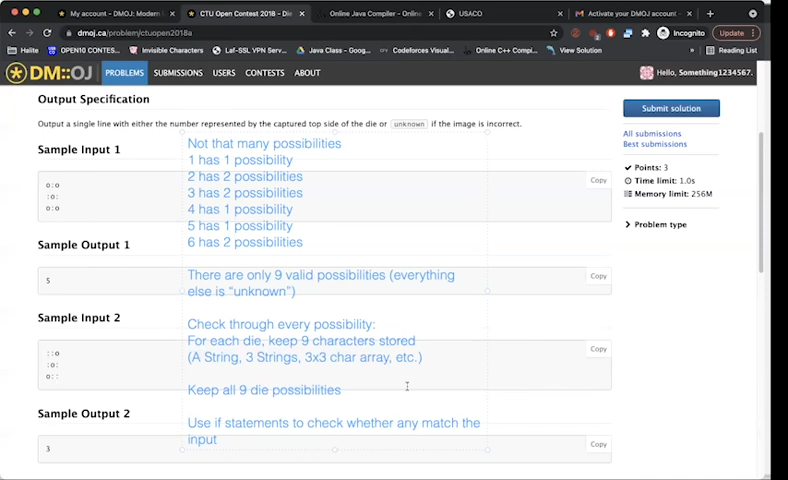 My account - DMOJ: Modern
CTU Open Contest 2018 - Die
Online Java Compiler - Online
USACO
Activate your DMOJ account -
dmoj.ca/problem/ctuopen2018a
Incognito
Update
Halite
OPEN10 CONTES...
Invisible Characters
Laf-SSL VPN Serv...
Java Class - Goog...
Codeforces Visual...
Online C++ Compi...
View Solution
»
Reading List
DM::OJ
PROBLEMS
SUBMISSIONS
USERS
CONTESTS
ABOUT
Hello, Something1234567.
Output Specification
Output a single line with either the number represented by the captured top side of the die or unknown if the image is incorrect.
Sample Input 1
Copy
o:o
:o:
o:o
Sample Output 1
Copy
5
Sample Input 2
Copy
::o
:o:
o::
Sample Output 2
Copy
3
Not that many possibilities
1 has 1 possibility
2 has 2 possibilities
3 has 2 possibilities
4 has 1 possibility
5 has 1 possibility
6 has 2 possibilities
There are only 9 valid possibilities (everything
else is “unknown”)
Check through every possibility:
For each die, keep 9 characters stored
(A String, 3 Strings, 3x3 char array, etc.)
Keep all 9 die possibilities
Use if statements to check whether any match the
input
Submit solution
All submissions
Best submissions
Points: 3
Time limit: 1.0s
Memory limit: 256M
Problem type